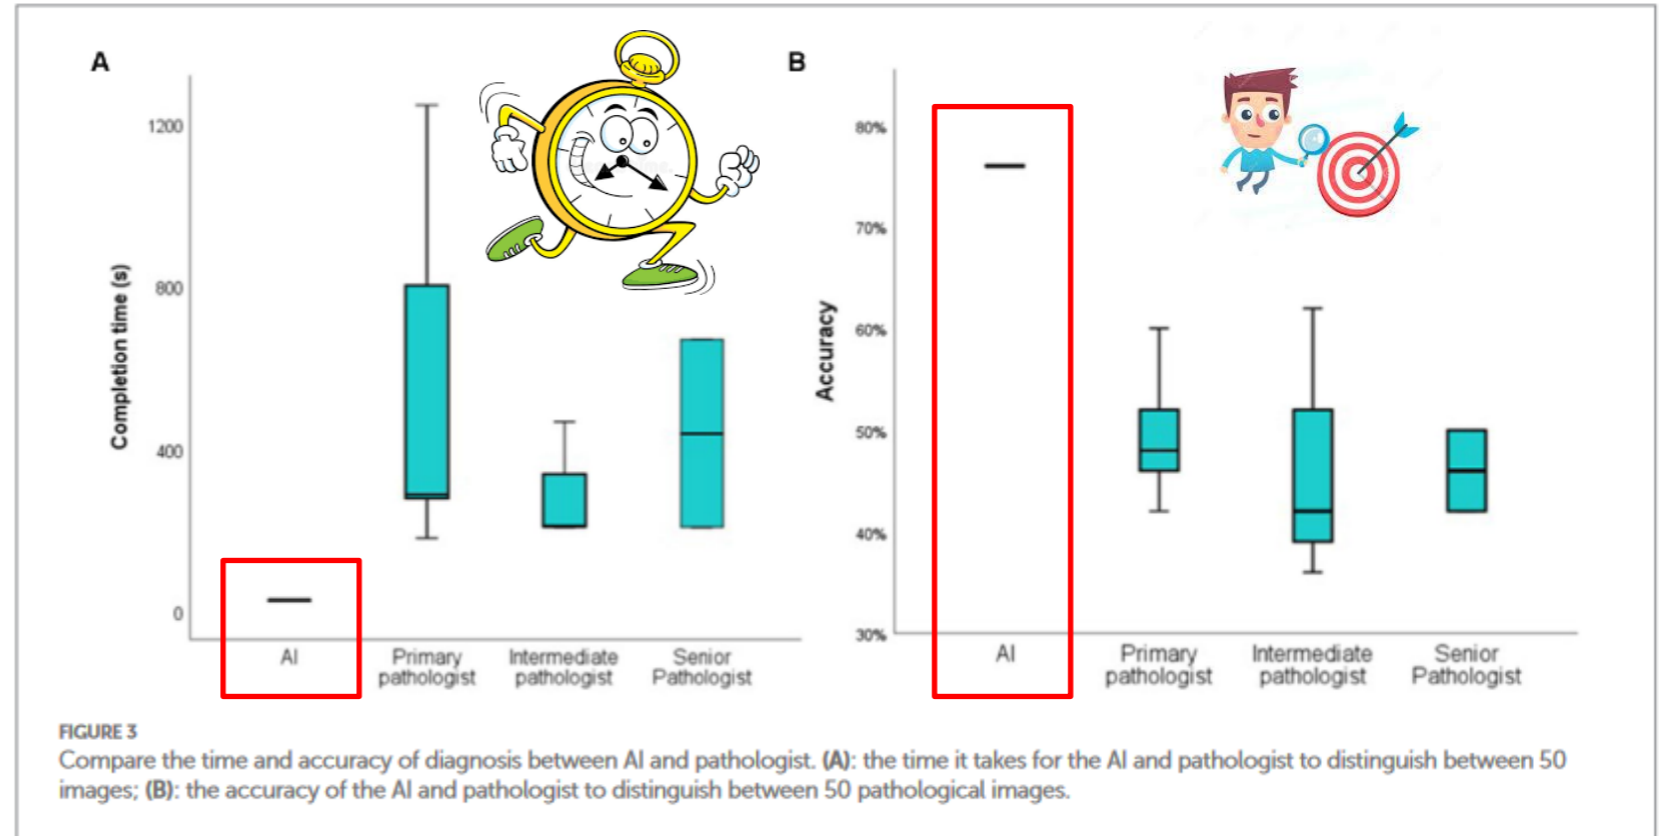 A
1200
800
400
0
Completion time (s)
AI
Primary
pathologist
Intermediate
pathologist
Senior
Pathologist
B
80%
70%
60%
50%
40%
30%
Accuracy
AI
Primary
pathologist
Intermediate
pathologist
Senior
Pathologist
FIGURE 3
Compare the time and accuracy of diagnosis between AI and pathologist. (A): the time it takes for the AI and pathologist to distinguish between 50
images; (B): the accuracy of the AI and pathologist to distinguish between 50 pathological images.